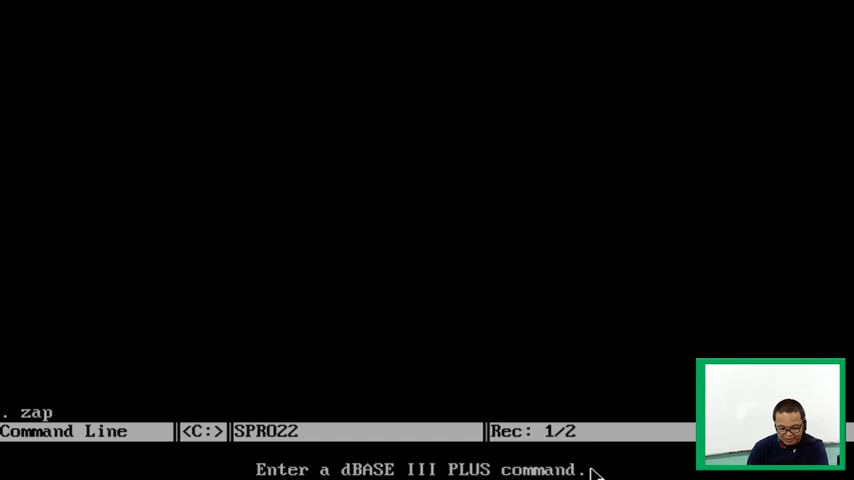 . zap
Command Line <C:> SPRO22 Rec: 1/2
Enter a dBASE III PLUS command.